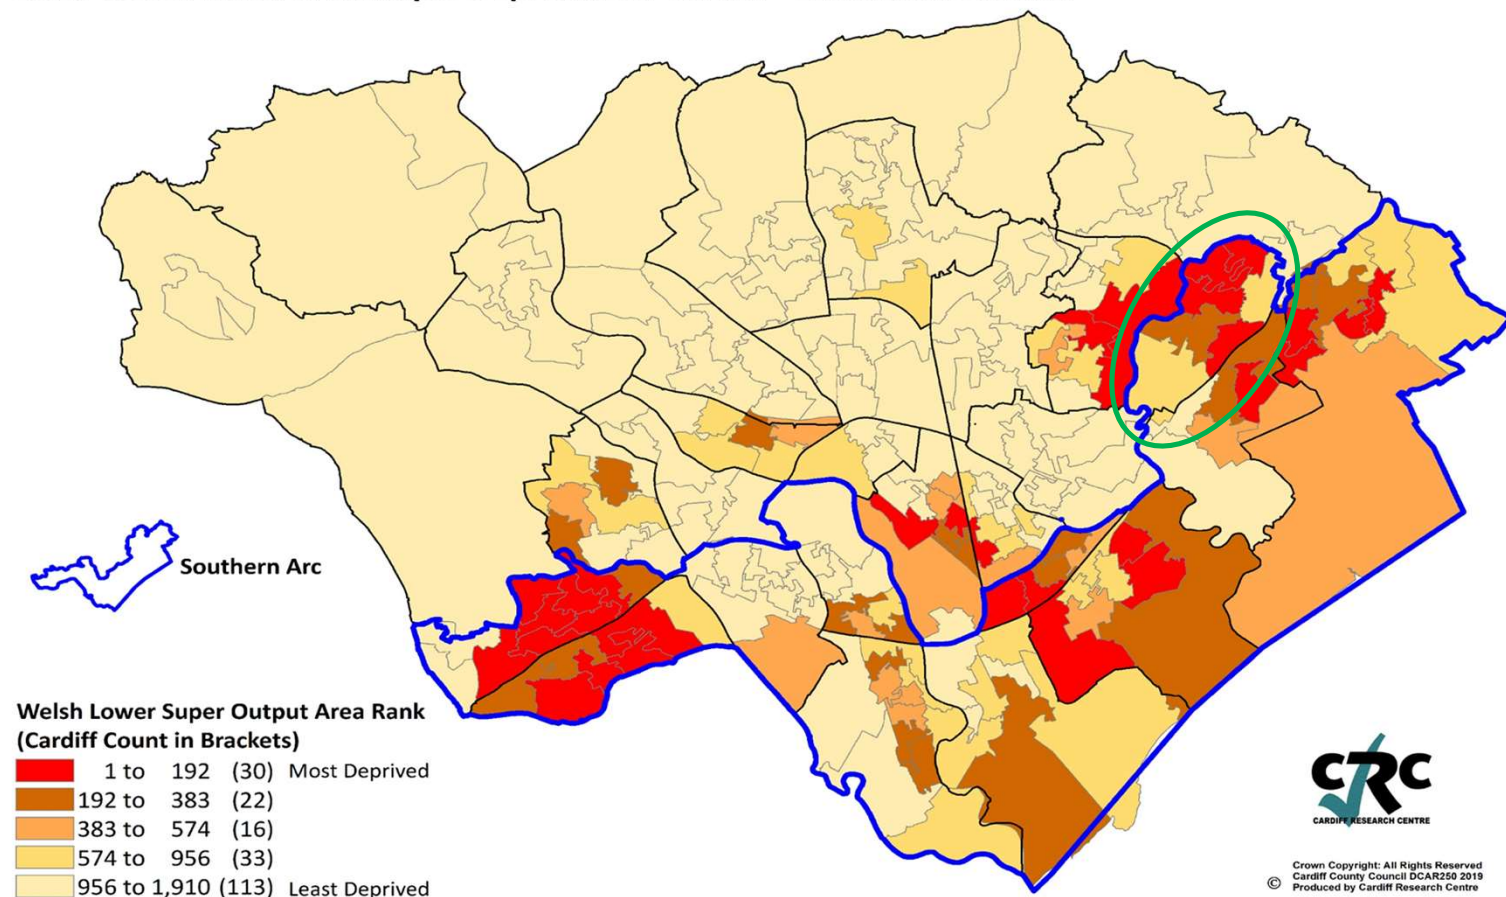 Southern Arc
Welsh Lower Super Output Area Rank
(Cardiff Count in Brackets)
1 to 192 (30) Most Deprived
192 to 383 (22)
383 to 574 (16)
574 to 956 (33)
956 to 1,910 (113) Least Deprived
CRC
CARDIFF RESEARCH CENTRE
Crown Copyright: All Rights Reserved
Cardiff County Council DCAR250 2019
© Produced by Cardiff Research Centre